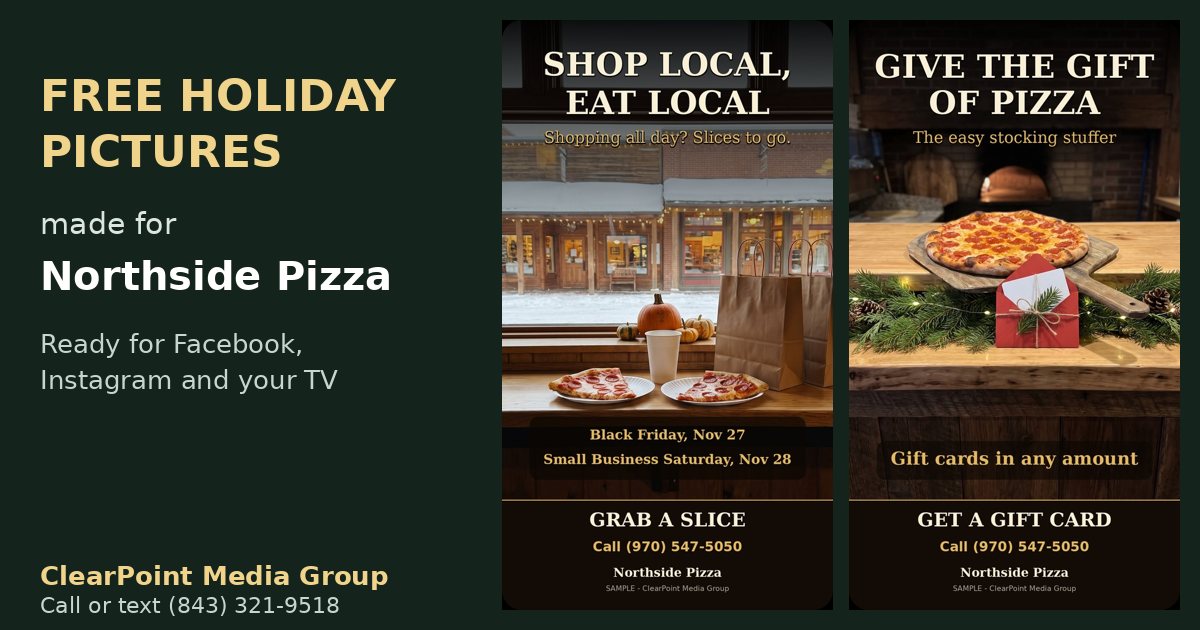 FREE HOLIDAY
PICTURES
made for
Northside Pizza
Ready for Facebook,
Instagram and your TV
ClearPoint Media Group
Call or text (843) 321-9518
SHOP LOCAL,
EAT LOCAL
Shopping all day? Slices to go.
Black Friday, Nov 27
Small Business Saturday, Nov 28
GRAB A SLICE
Call (970) 547-5050
Northside Pizza
SAMPLE - ClearPoint Media Group
GIVE THE GIFT
OF PIZZA
The easy stocking stuffer
Gift cards in any amount
GET A GIFT CARD
Call (970) 547-5050
Northside Pizza
SAMPLE - ClearPoint Media Group